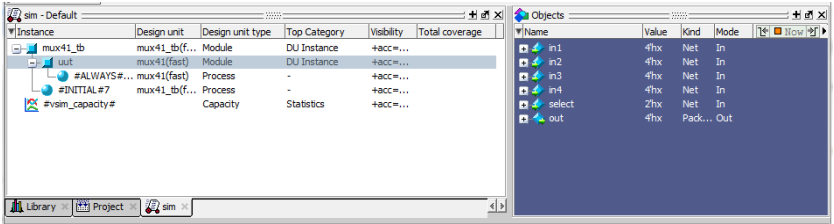 sim - Default
Instance Design unit Design unit type Top Category Visibility Total coverage
mux41_tb mux41_tb(f... Module DU Instance +acc=...
uut mux41(fast) Module DU Instance +acc=...
#ALWAYS#... mux41(fast) Process - +acc=...
#INITIAL#7 mux41_tb(f... Process - +acc=...
#vsim_capacity# Capacity Statistics +acc=...
Library Project sim
Objects
Name Value Kind Mode Now
in1 4'hx Net In
in2 4'hx Net In
in3 4'hx Net In
in4 4'hx Net In
select 2'hx Net In
out 4'hx Pack... Out